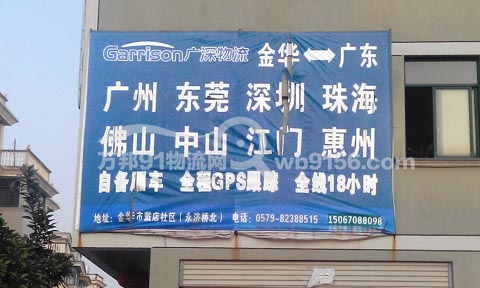 Garrison 广深物流 金华 ⟷ 广东
广州 东莞 深圳 珠海
佛山 中山 江门 惠州
万邦91物流网 wb9156.com
自备厢车 全程GPS跟踪 全线18小时
地址：金华市 店社区（永济桥北） 电话：0579-82388515 15067088098